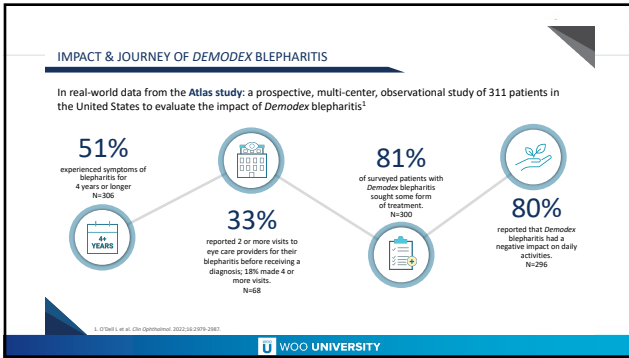 IMPACT & JOURNEY OF DEMODEX BLEPHARITIS
In real-world data from the Atlas study: a prospective, multi-center, observational study of 311 patients in
the United States to evaluate the impact of Demodex blepharitis1
51%
experienced symptoms of
blepharitis for
4 years or longer
N=306
4+
YEARS
33%
reported 2 or more visits to
eye care providers for their
blepharitis before receiving a
diagnosis; 18% made 4 or
more visits.
N=68
81%
of surveyed patients with
Demodex blepharitis
sought some form
of treatment.
N=300
80%
reported that Demodex
blepharitis had a
negative impact on daily
activities.
N=296
1. O'Dell L et al. Clin Ophthalmol. 2022;16:2979-2987.
U WOO UNIVERSITY